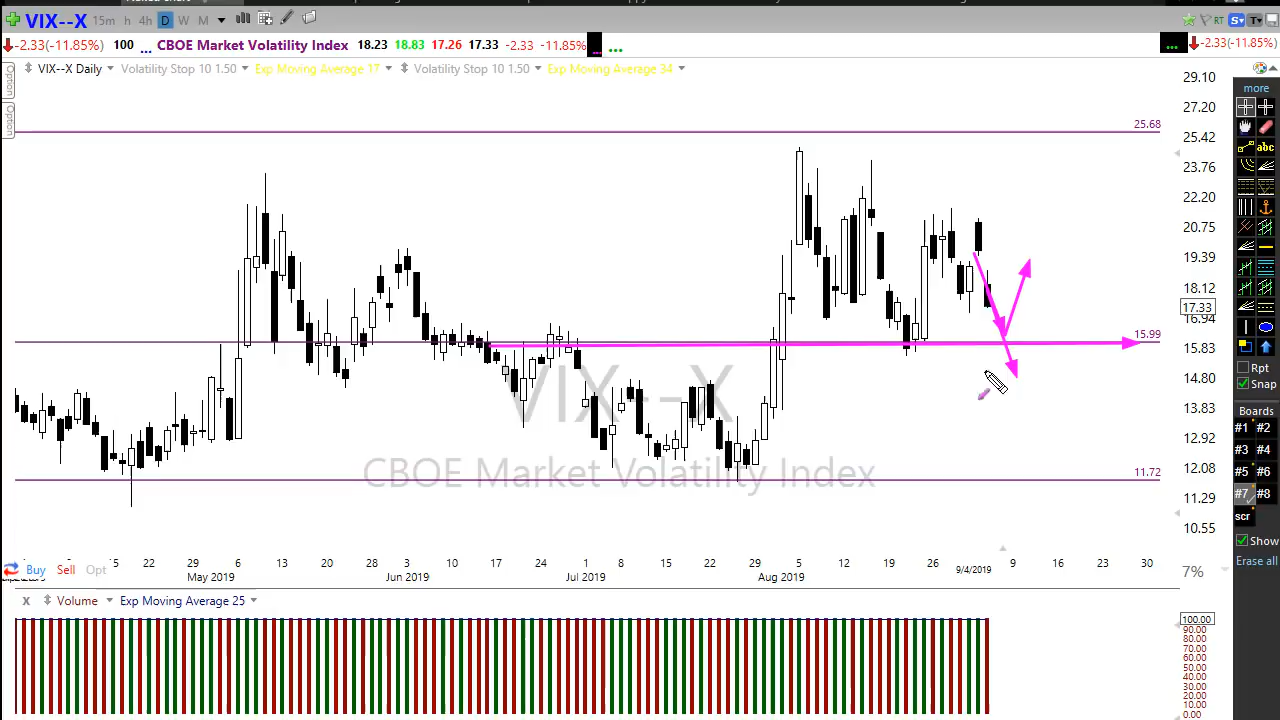 VIX--X 15m h 4h D W M
RT
-2.33(-11.85%) 100 ... CBOE Market Volatility Index 18.23 18.83 17.26 17.33 -2.33 -11.85% ... ... ... -2.33(-11.85%)
VIX--X Daily Volatility Stop 10 1.50 Exp Moving Average 17 Volatility Stop 10 1.50 Exp Moving Average 34
Option
Option
29.10
27.20
25.68
25.42
23.76
22.20
20.75
19.39
18.12
17.33
16.94
15.99
15.83
14.80
13.83
12.92
12.08
11.72
11.29
10.55
VIX--X
CBOE Market Volatility Index
15 22 29 6 13 20 28 3 10 17 24 1 8 15 22 29 5 12 19 26 9/4/2019 9 16 23 30
May 2019 Jun 2019 Jul 2019 Aug 2019
Buy Sell Opt
7%
x Volume Exp Moving Average 25
100.00
90.00
80.00
70.00
60.00
50.00
40.00
30.00
20.00
10.00
0.00
more
abc
Rpt
Snap
Boards
#1 #2
#3 #4
#5 #6
#7 #8
scr
Show
Erase all